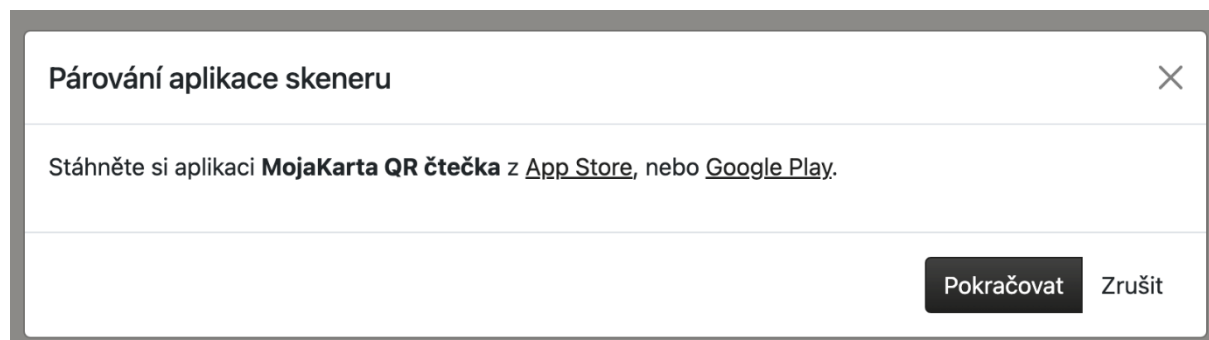 Párování aplikace skeneru
Stáhněte si aplikaci MojaKarta QR čtečka z App Store, nebo Google Play.
Pokračovat Zrušit